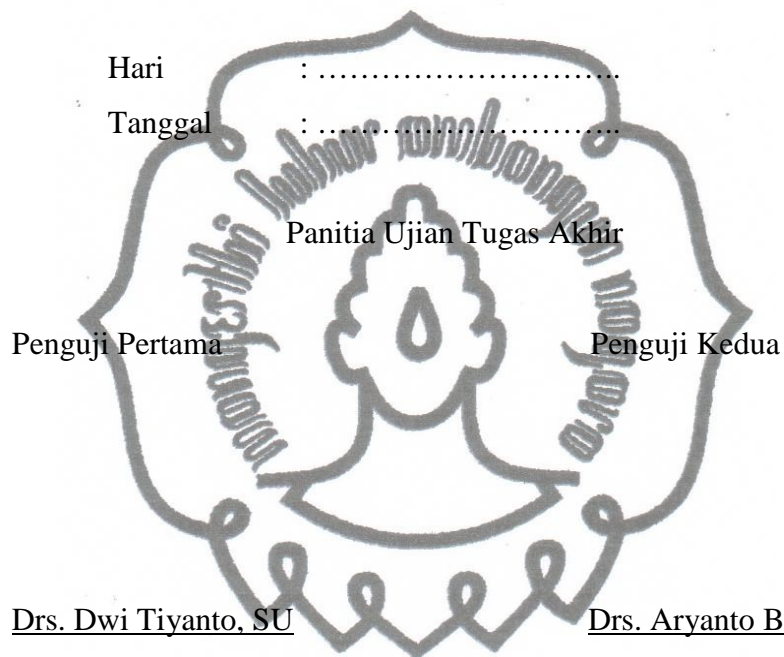 Hari : ………………………..
Tanggal : ………………………..
Panitia Ujian Tugas Akhir
Penguji Pertama Penguji Kedua
Drs. Dwi Tiyanto, SU Drs. Aryanto B